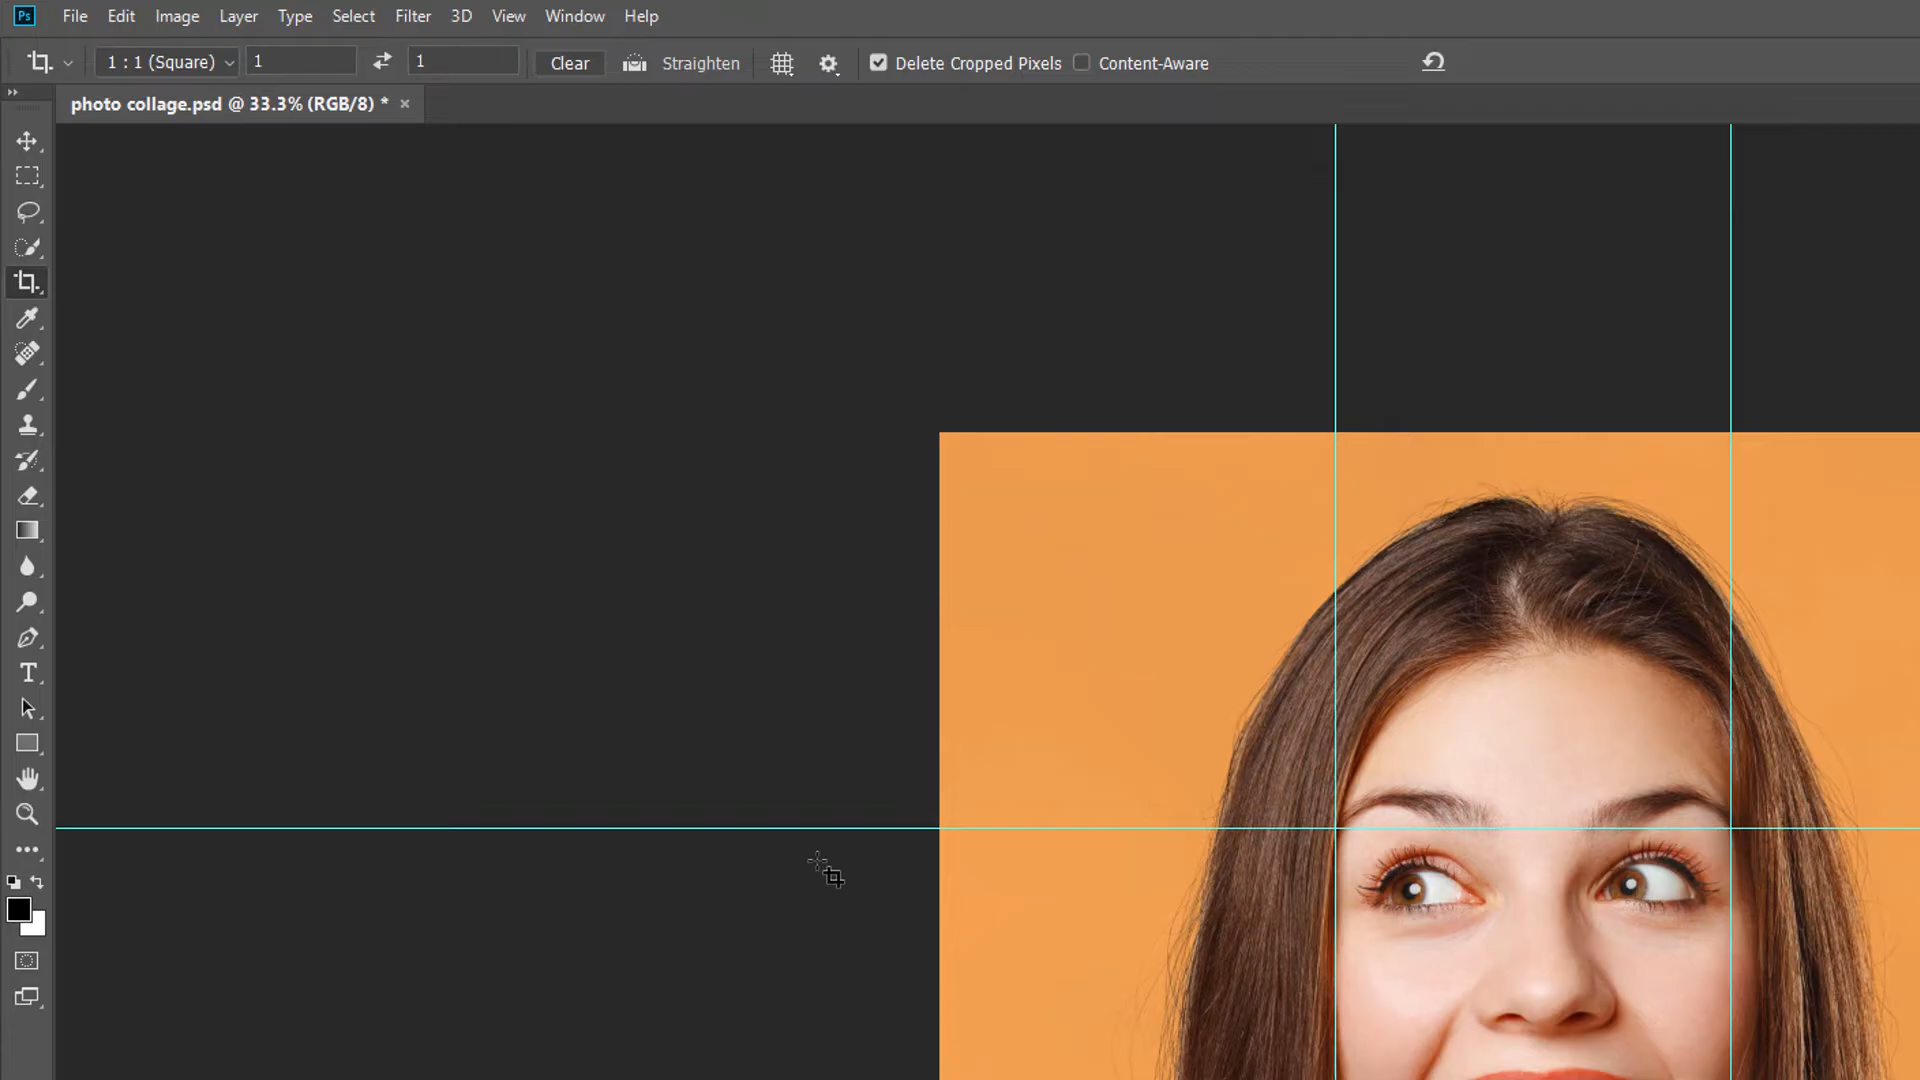 Ps File Edit Image Layer Type Select Filter 3D View Window Help
1 : 1 (Square) 1 1 Clear Straighten Delete Cropped Pixels Content-Aware
photo collage.psd @ 33.3% (RGB/8) * ×
T